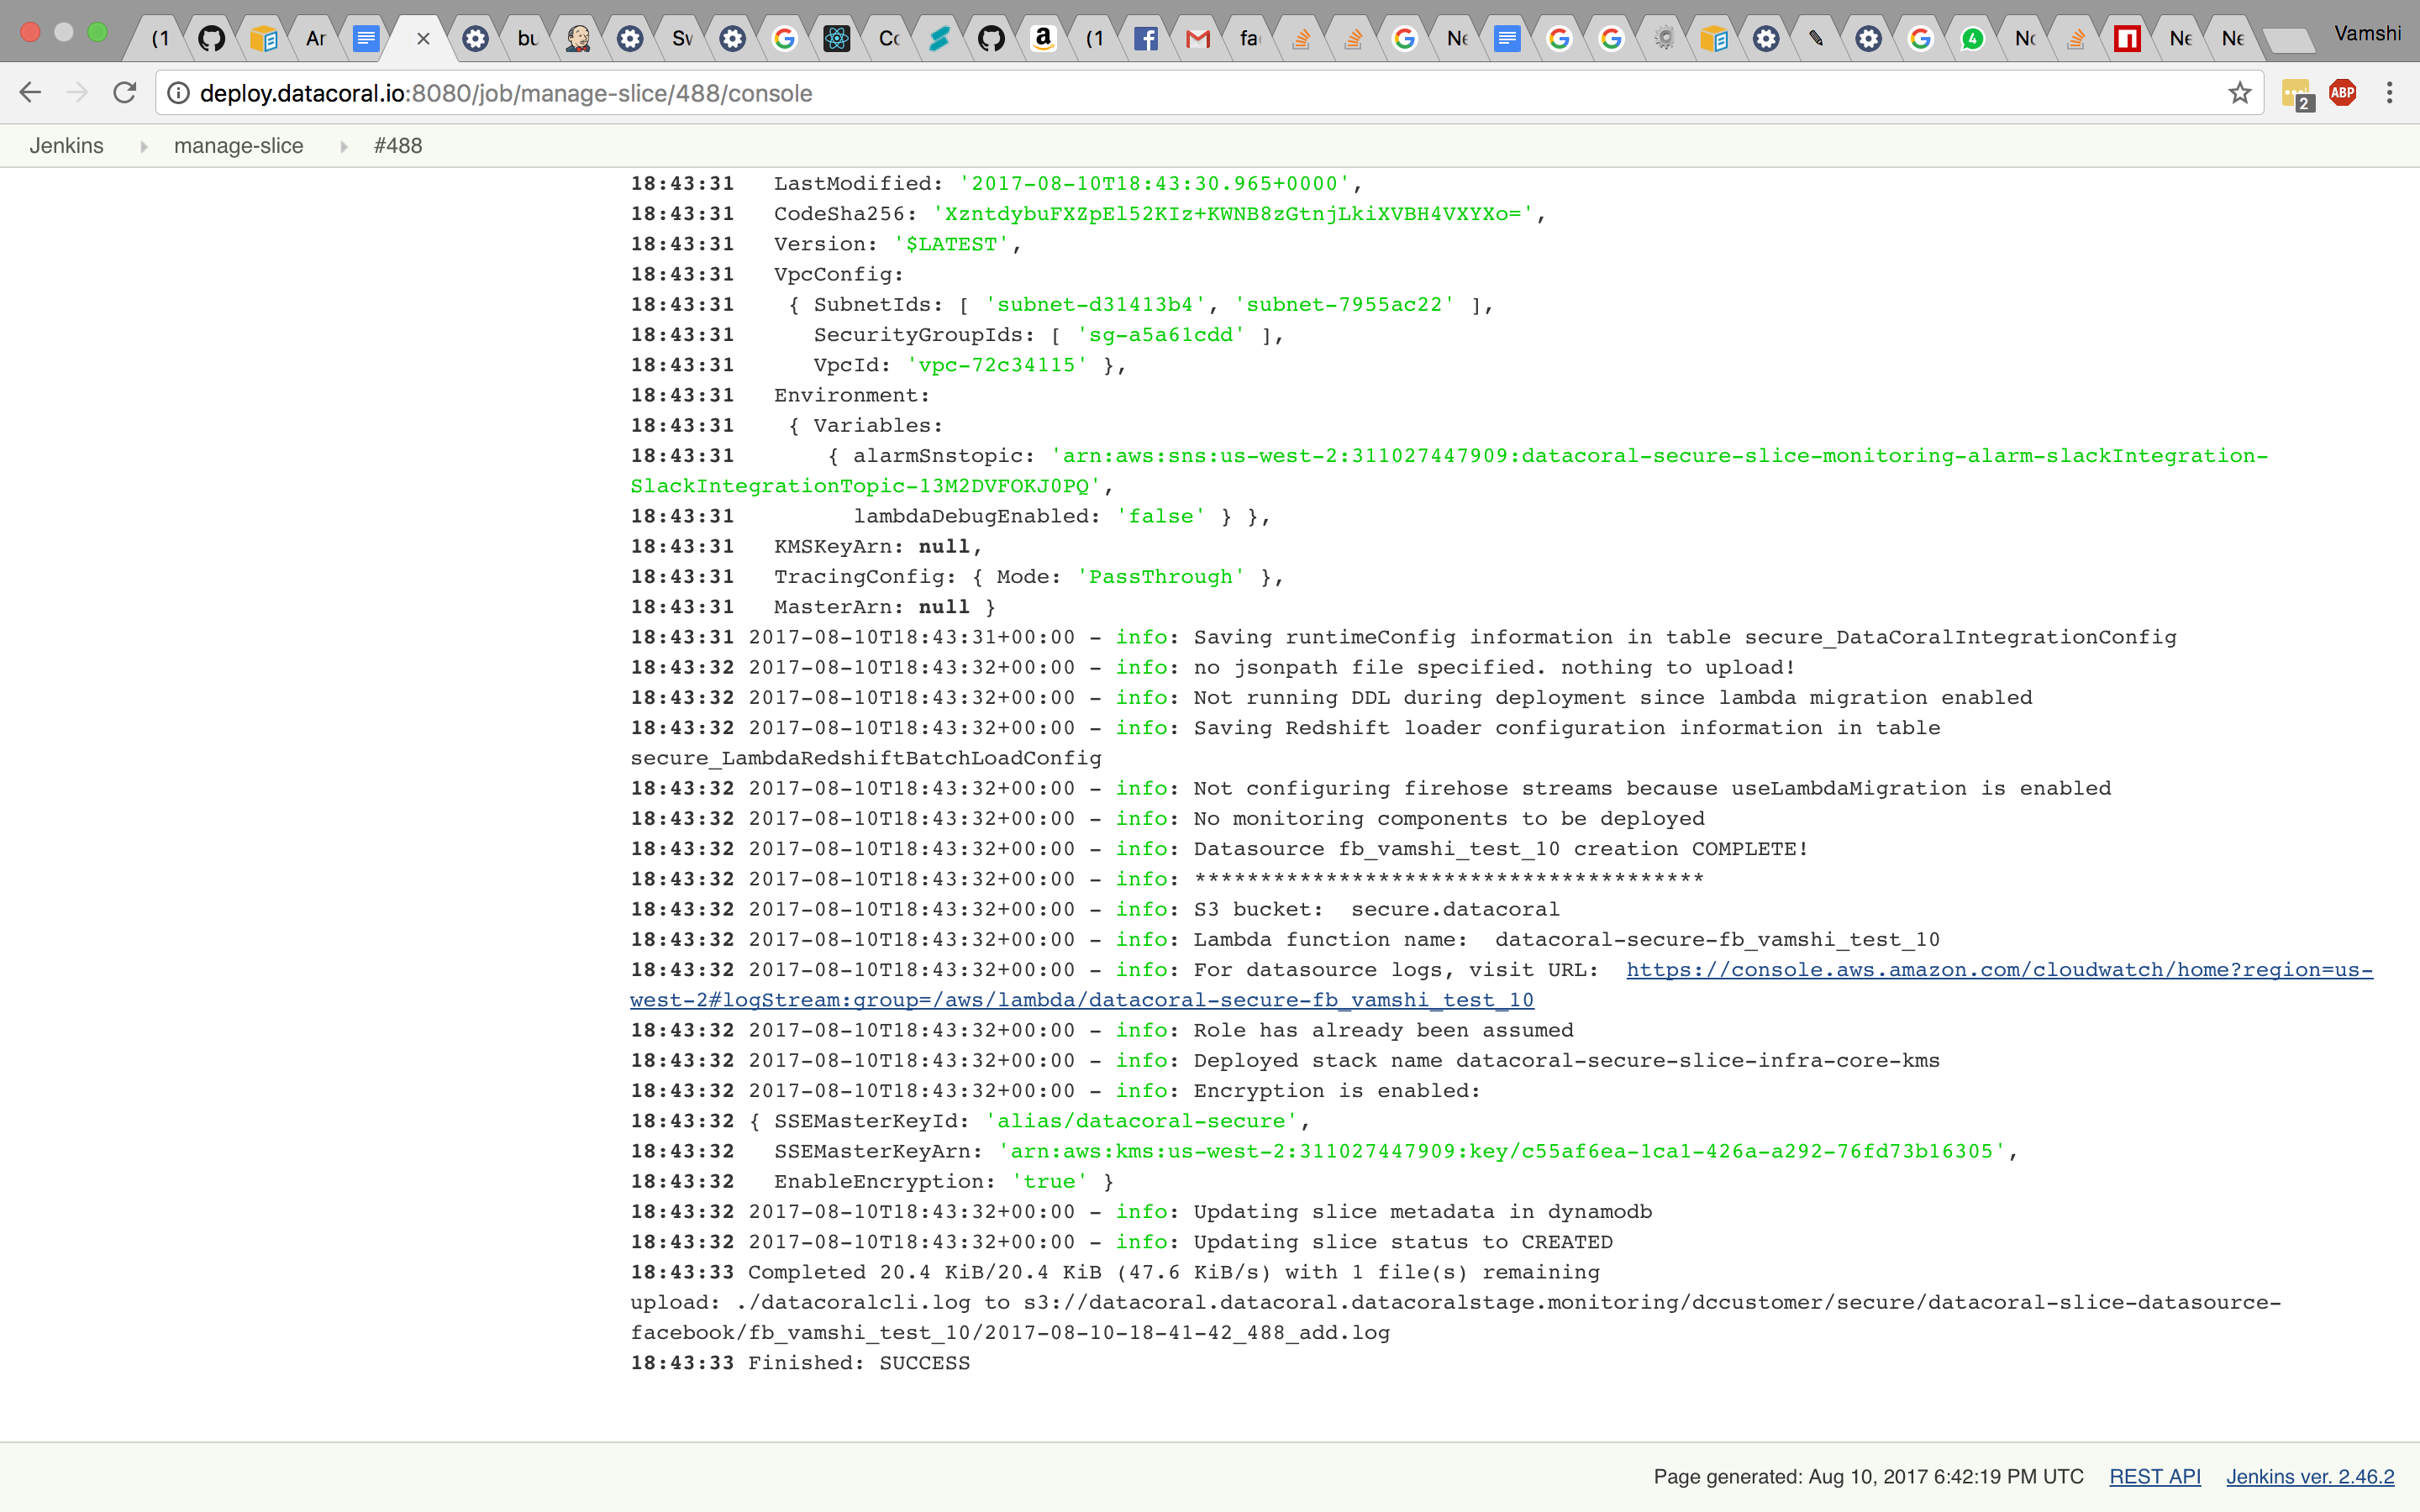 (1
Ar
bu
Sv
Co
a
(1
fa
Ne
4
No
Ne
Ne
Vamshi
deploy.datacoral.io:8080/job/manage-slice/488/console
2
ABP
Jenkins manage-slice #488
18:43:31 LastModified: '2017-08-10T18:43:30.965+0000',
18:43:31 CodeSha256: 'XzntdybuFXZpEl52KIz+KWNB8zGtnjLkiXVBH4VXYXo=',
18:43:31 Version: '$LATEST',
18:43:31 VpcConfig:
18:43:31 { SubnetIds: [ 'subnet-d31413b4', 'subnet-7955ac22' ],
18:43:31 SecurityGroupIds: [ 'sg-a5a61cdd' ],
18:43:31 VpcId: 'vpc-72c34115' },
18:43:31 Environment:
18:43:31 { Variables:
18:43:31 { alarmSnstopic: 'arn:aws:sns:us-west-2:311027447909:datacoral-secure-slice-monitoring-alarm-slackIntegration-
SlackIntegrationTopic-13M2DVFOKJ0PQ',
18:43:31 lambdaDebugEnabled: 'false' } },
18:43:31 KMSKeyArn: null,
18:43:31 TracingConfig: { Mode: 'PassThrough' },
18:43:31 MasterArn: null }
18:43:31 2017-08-10T18:43:31+00:00 - info: Saving runtimeConfig information in table secure_DataCoralIntegrationConfig
18:43:32 2017-08-10T18:43:32+00:00 - info: no jsonpath file specified. nothing to upload!
18:43:32 2017-08-10T18:43:32+00:00 - info: Not running DDL during deployment since lambda migration enabled
18:43:32 2017-08-10T18:43:32+00:00 - info: Saving Redshift loader configuration information in table
secure_LambdaRedshiftBatchLoadConfig
18:43:32 2017-08-10T18:43:32+00:00 - info: Not configuring firehose streams because useLambdaMigration is enabled
18:43:32 2017-08-10T18:43:32+00:00 - info: No monitoring components to be deployed
18:43:32 2017-08-10T18:43:32+00:00 - info: Datasource fb_vamshi_test_10 creation COMPLETE!
18:43:32 2017-08-10T18:43:32+00:00 - info: ***************************************
18:43:32 2017-08-10T18:43:32+00:00 - info: S3 bucket: secure.datacoral
18:43:32 2017-08-10T18:43:32+00:00 - info: Lambda function name: datacoral-secure-fb_vamshi_test_10
18:43:32 2017-08-10T18:43:32+00:00 - info: For datasource logs, visit URL: https://console.aws.amazon.com/cloudwatch/home?region=us-
west-2#logStream:group=/aws/lambda/datacoral-secure-fb_vamshi_test_10
18:43:32 2017-08-10T18:43:32+00:00 - info: Role has already been assumed
18:43:32 2017-08-10T18:43:32+00:00 - info: Deployed stack name datacoral-secure-slice-infra-core-kms
18:43:32 2017-08-10T18:43:32+00:00 - info: Encryption is enabled:
18:43:32 { SSEMasterKeyId: 'alias/datacoral-secure',
18:43:32 SSEMasterKeyArn: 'arn:aws:kms:us-west-2:311027447909:key/c55af6ea-1ca1-426a-a292-76fd73b16305',
18:43:32 EnableEncryption: 'true' }
18:43:32 2017-08-10T18:43:32+00:00 - info: Updating slice metadata in dynamodb
18:43:32 2017-08-10T18:43:32+00:00 - info: Updating slice status to CREATED
18:43:33 Completed 20.4 KiB/20.4 KiB (47.6 KiB/s) with 1 file(s) remaining
upload: ./datacoralcli.log to s3://datacoral.datacoral.datacoralstage.monitoring/dccustomer/secure/datacoral-slice-datasource-
facebook/fb_vamshi_test_10/2017-08-10-18-41-42_488_add.log
18:43:33 Finished: SUCCESS
Page generated: Aug 10, 2017 6:42:19 PM UTC REST API Jenkins ver. 2.46.2